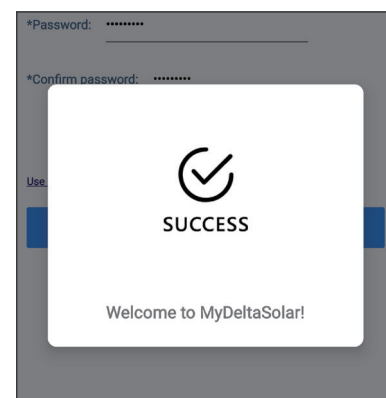 *Password: •••••••••
*Confirm password: •••••••••
Use
SUCCESS
Welcome to MyDeltaSolar!